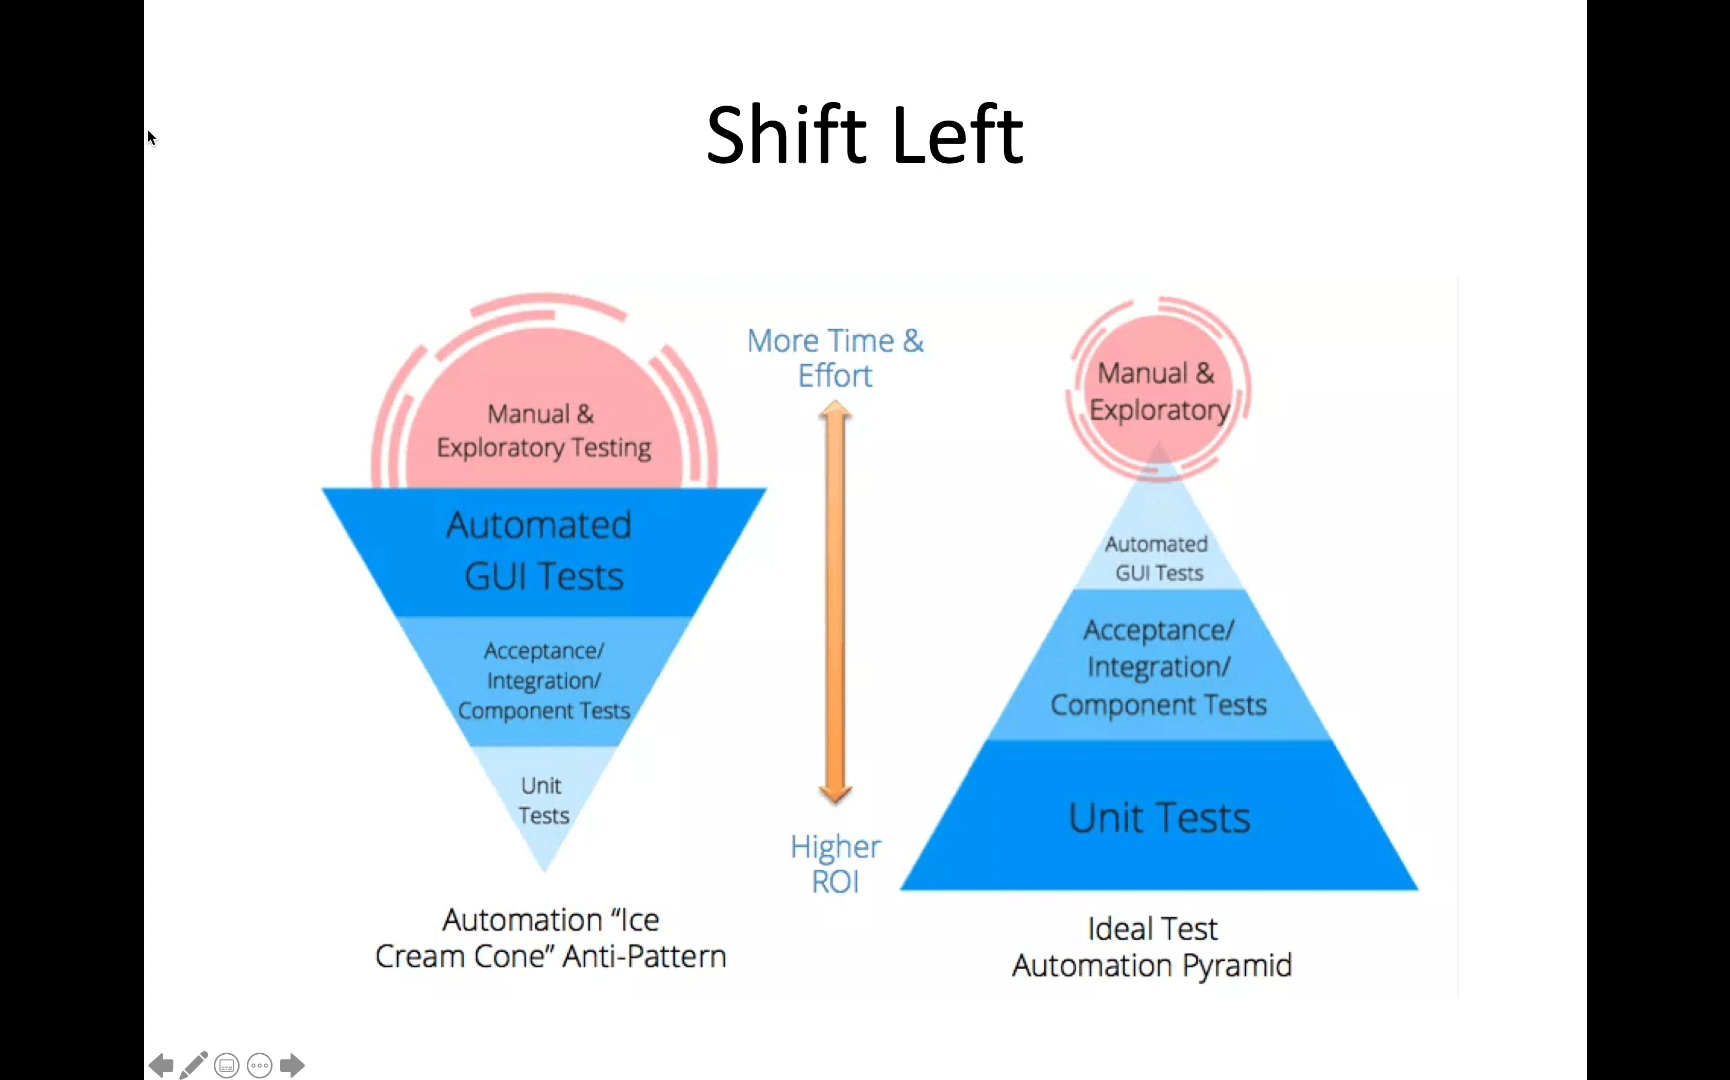 Shift Left
Manual &
Exploratory Testing
Automated
GUI Tests
Acceptance/
Integration/
Component Tests
Unit
Tests
Automation “Ice
Cream Cone” Anti-Pattern
More Time &
Effort
Higher
ROI
Manual &
Exploratory
Automated
GUI Tests
Acceptance/
Integration/
Component Tests
Unit Tests
Ideal Test
Automation Pyramid